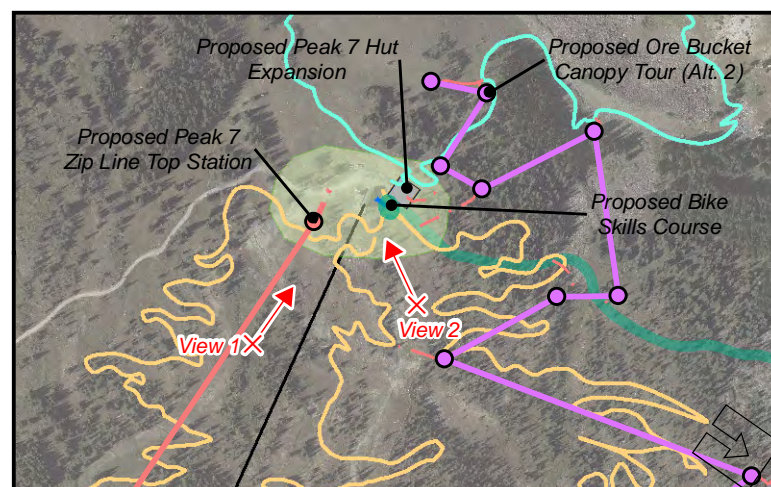 Proposed Peak 7 Hut
Expansion
Proposed Ore Bucket
Canopy Tour (Alt. 2)
Proposed Peak 7
Zip Line Top Station
Proposed Bike
Skills Course
View 1
View 2